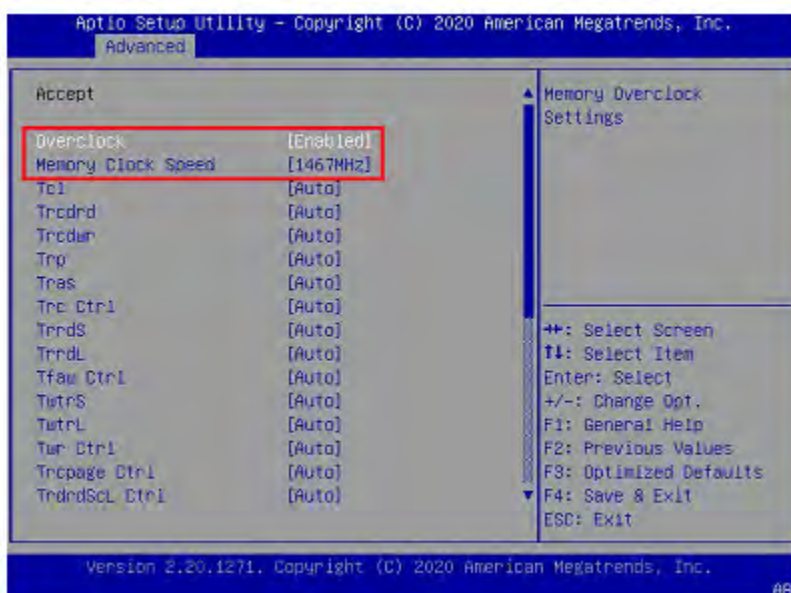 Aptio Setup Utility – Copyright (C) 2020 American Megatrends, Inc.
Advanced
Accept
Overclock [Enabled]
Memory Clock Speed [1467MHz]
Tcl [Auto]
Trcdrd [Auto]
Trcdwr [Auto]
Trp [Auto]
Tras [Auto]
Trc Ctrl [Auto]
TrrdS [Auto]
TrrdL [Auto]
Tfaw Ctrl [Auto]
TwtrS [Auto]
TwtrL [Auto]
Twr Ctrl [Auto]
Trcpage Ctrl [Auto]
TrdrdScL Ctrl [Auto]
Memory Overclock
Settings
→←: Select Screen
↑↓: Select Item
Enter: Select
+/-: Change Opt.
F1: General Help
F2: Previous Values
F3: Optimized Defaults
F4: Save & Exit
ESC: Exit
Version 2.20.1271. Copyright (C) 2020 American Megatrends, Inc.